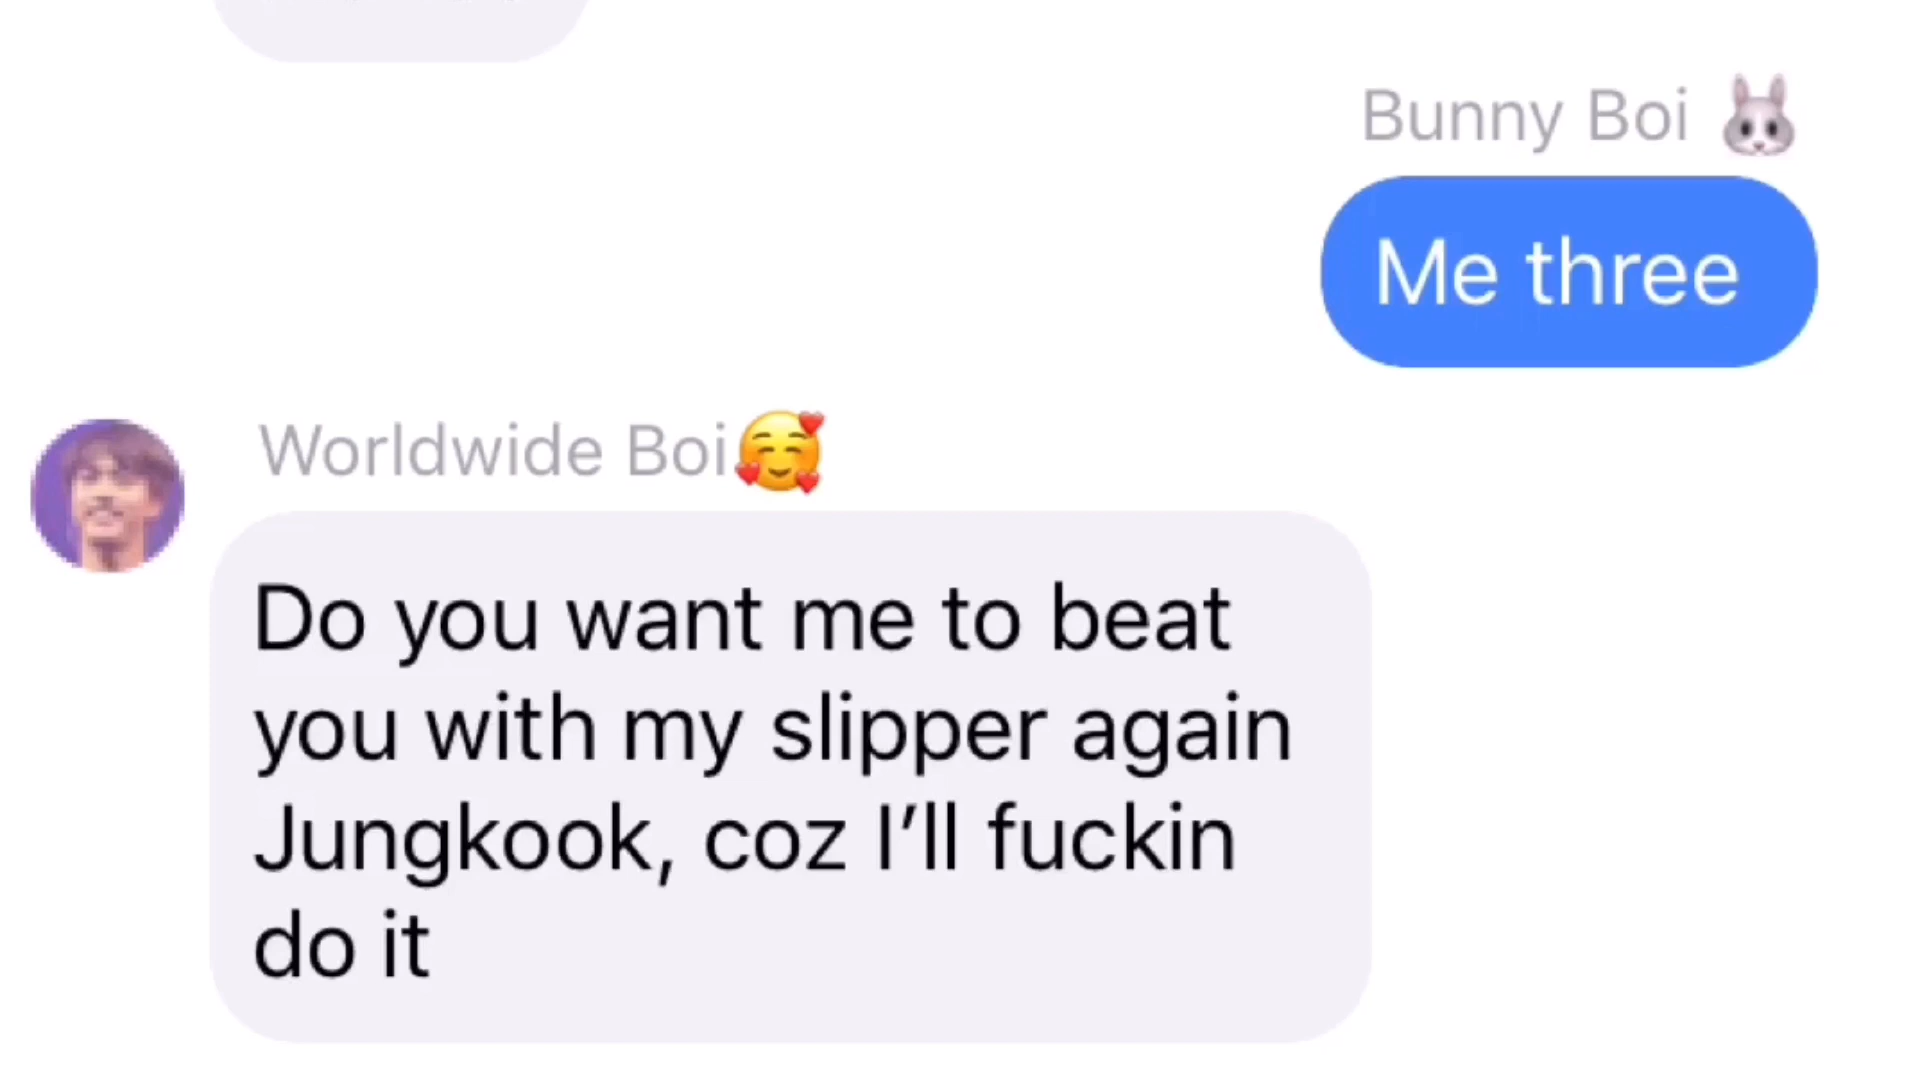 Bunny Boi 🐰
Me three
Worldwide Boi🥰
Do you want me to beat
you with my slipper again
Jungkook, coz I’ll fuckin
do it